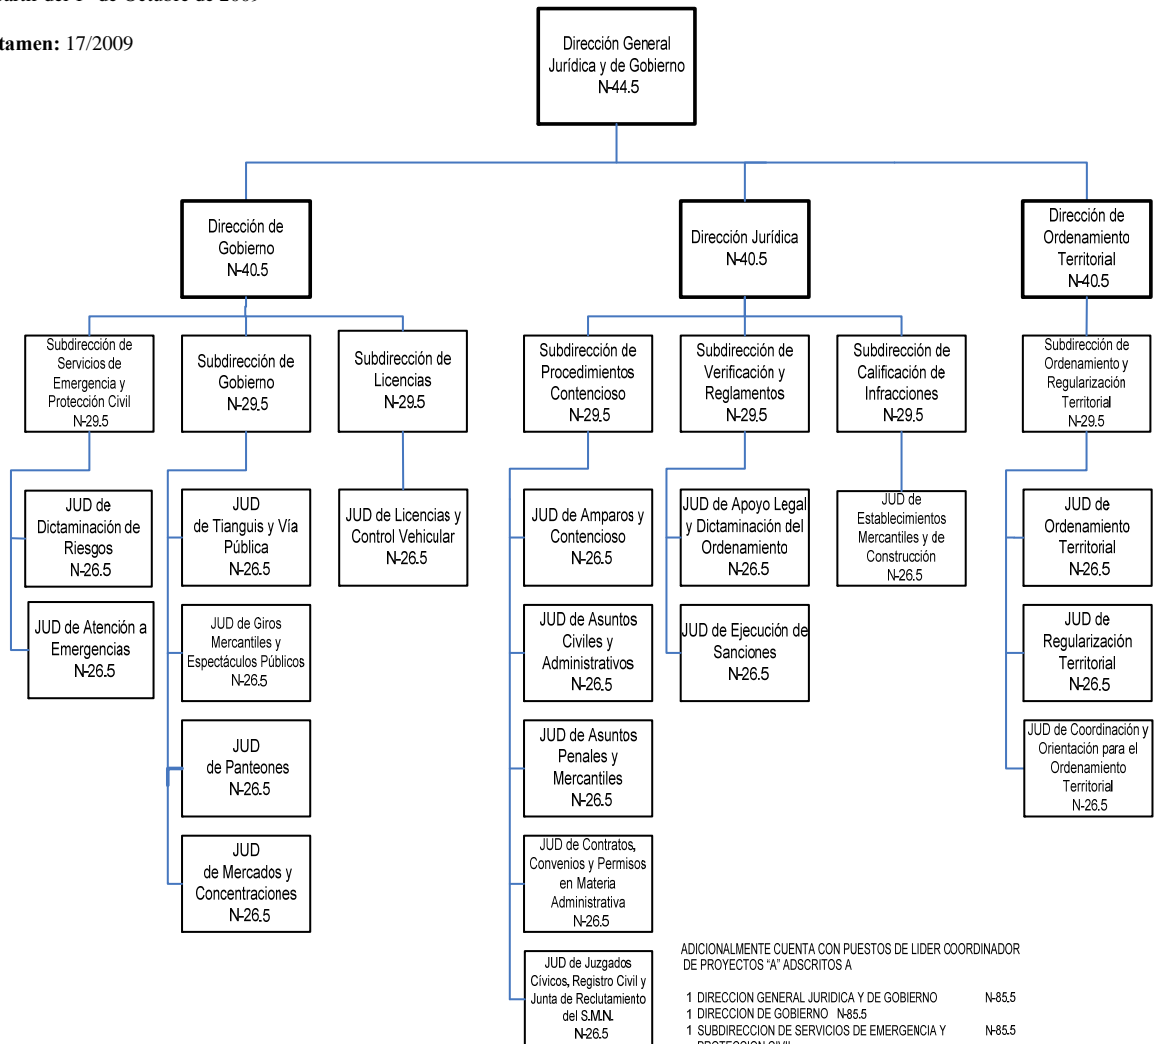 17/2009
Dirección General
Jurídica y de Gobierno
N-44.5
Dirección de
Gobierno
N-40.5
Dirección Jurídica
N-40.5
Dirección de
Ordenamiento
Territorial
N-40.5
Subdirección de
Servicios de
Emergencia y
Protección Civil
N-29.5
Subdirección de
Gobierno
N-29.5
Subdirección de
Licencias
N-29.5
Subdirección de
Procedimientos
Contencioso
N-29.5
Subdirección de
Verificación y
Reglamentos
N-29.5
Subdirección de
Calificación de
Infracciones
N-29.5
Subdirección de
Ordenamiento y
Regularización
Territorial
N-29.5
JUD de
Dictaminación de
Riesgos
N-26.5
JUD
de Tianguis y Vía
Pública
N-26.5
JUD de Licencias y
Control Vehicular
N-26.5
JUD de Amparos y
Contencioso
N-26.5
JUD de Apoyo Legal
y Dictaminación del
Ordenamiento
N-26.5
JUD de
Establecimientos
Mercantiles y de
Construcción
N-26.5
JUD de
Ordenamiento
Territorial
N-26.5
JUD de Atención a
Emergencias
N-26.5
JUD de Giros
Mercantiles y
Espectáculos Públicos
N-26.5
JUD de Asuntos
Civiles y
Administrativos
N-26.5
JUD de Ejecución de
Sanciones
N-26.5
JUD de
Regularización
Territorial
N-26.5
JUD
de Panteones
N-26.5
JUD de Asuntos
Penales y
Mercantiles
N-26.5
JUD de Coordinación y
Orientación para el
Ordenamiento
Territorial
N-26.5
JUD
de Mercados y
Concentraciones
N-26.5
JUD de Contratos,
Convenios y Permisos
en Materia
Administrativa
N-26.5
JUD de Juzgados
Cívicos, Registro Civil y
Junta de Reclutamiento
del S.M.N.
N-26.5
ADICIONALMENTE CUENTA CON PUESTOS DE LIDER COORDINADOR
DE PROYECTOS "A" ADSCRITOS A
1 DIRECCION GENERAL JURIDICA Y DE GOBIERNO N-85.5
1 DIRECCION DE GOBIERNO N-85.5
1 SUBDIRECCION DE SERVICIOS DE EMERGENCIA Y N-85.5